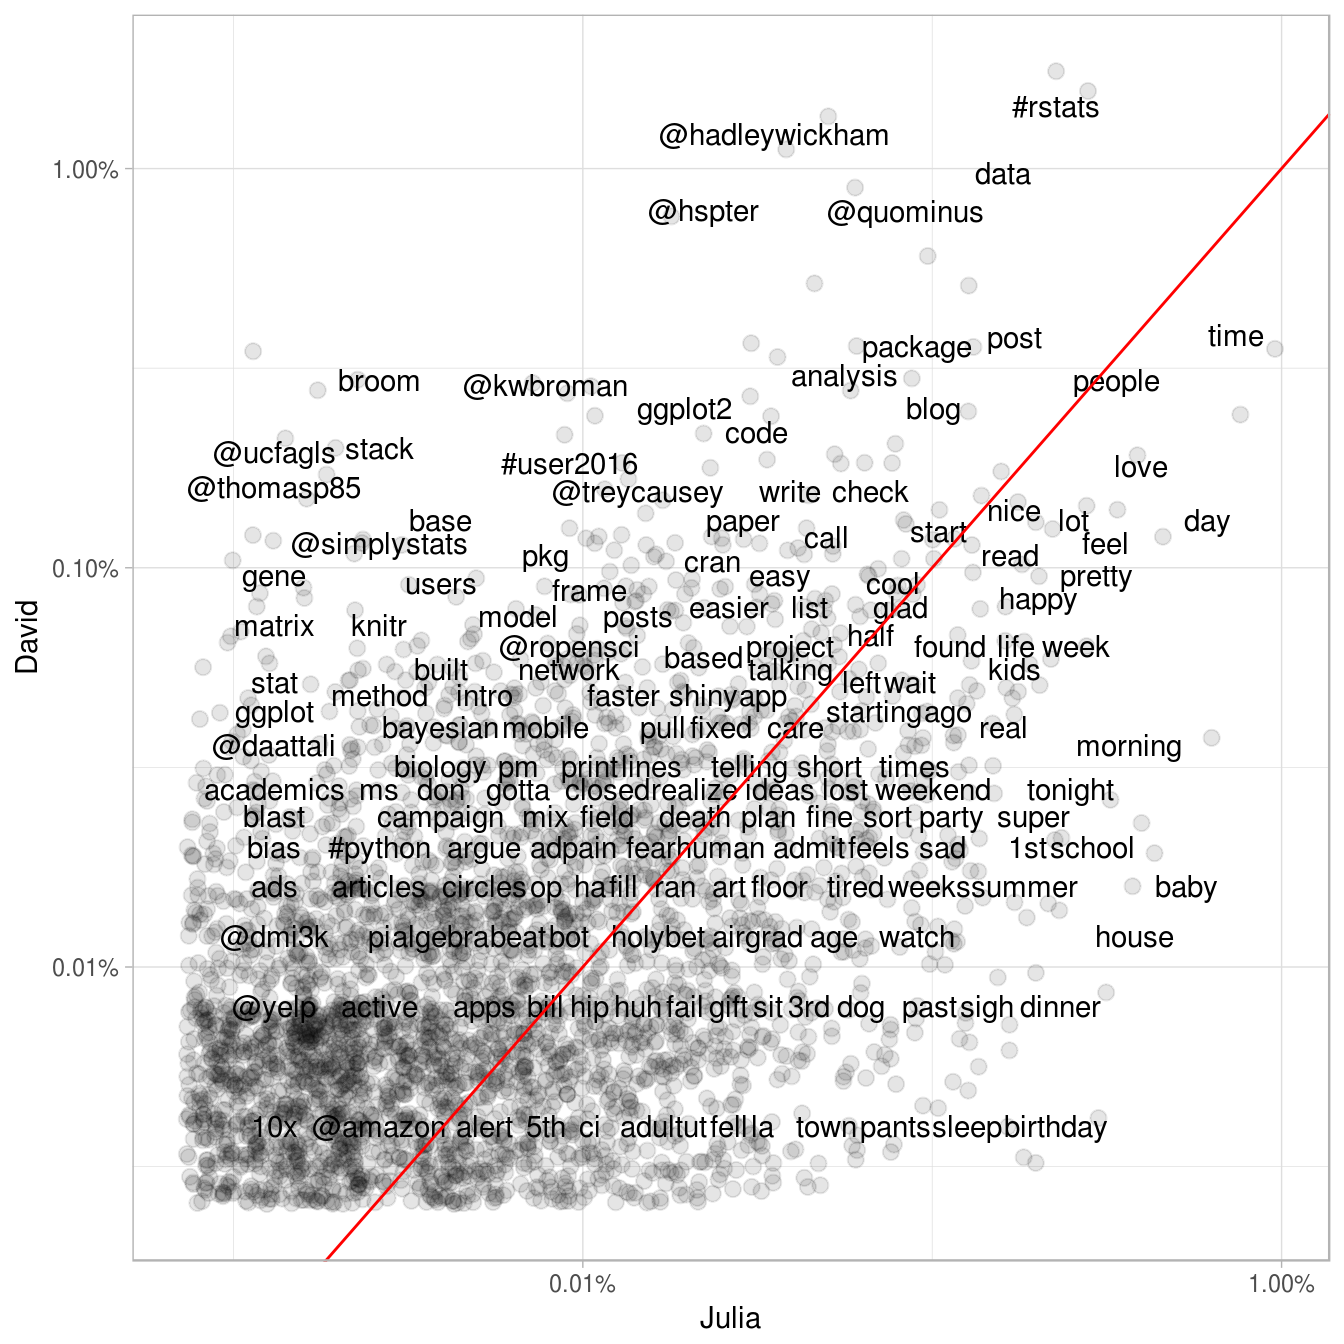 #rstats
@hadleywickham
1.00%
data
@hspter @quominus
time
package post
analysis people
broom @kwbroman
ggplot2 blog
code
@ucfagls stack
#user2016 love
@thomasp85 @treycausey write check
nice
base paper start lot day
@simplystats call feel
pkg cran read
0.10%
gene users frame easy cool pretty
model posts easier list glad happy
matrix knitr half
David
@ropensci based project found life week
built network talking kids
stat method intro faster shiny app left wait
ggplot starting ago
bayesian mobile pull fixed care real
@daattali morning
biology pm print lines telling short times
academics ms don gotta closed realize ideas lost weekend tonight
blast campaign mix field death plan fine sort party super
bias #python argue ad pain fear human admit feels sad 1st school
ads articles circles op ha fill ran art floor tired weeks summer baby
@dmi3k pi algebra beat bot holy bet air grad age watch house
0.01%
@yelp active apps bill hip huh fail gift sit 3rd dog past sigh dinner
10x @amazon alert 5th ci adult ut fell la town pants sleep birthday
0.01% 1.00%
Julia